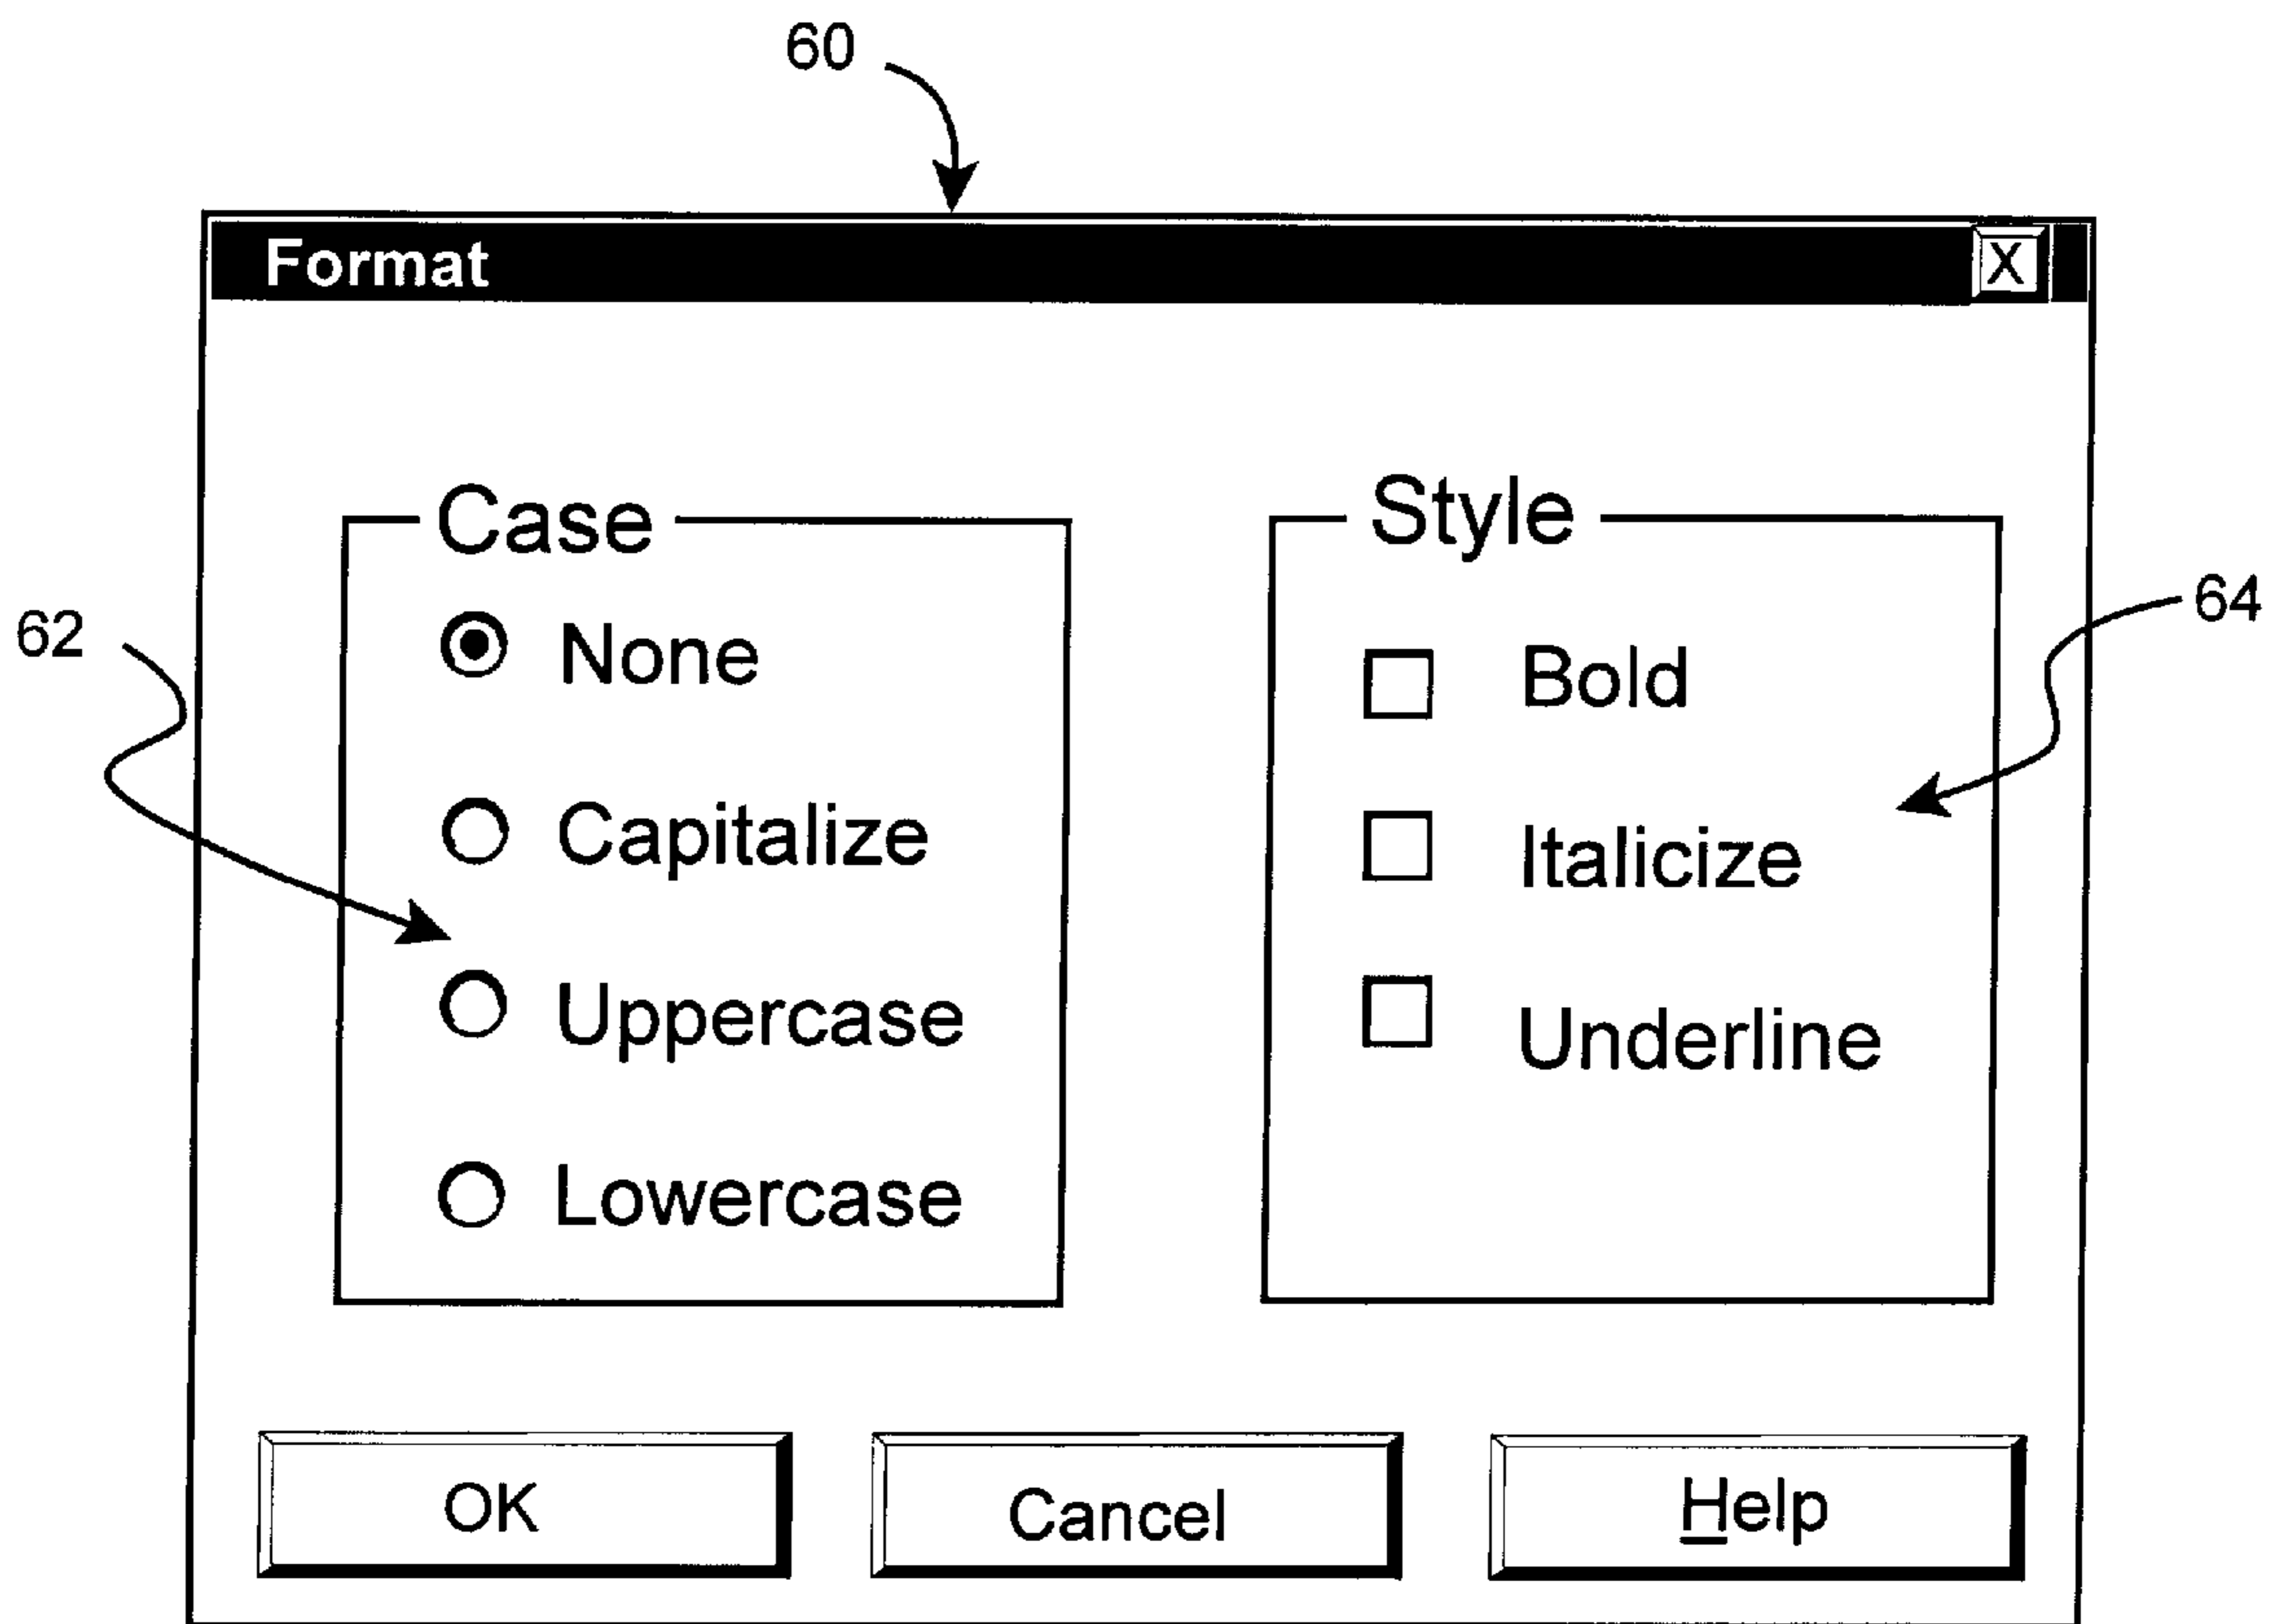 60
Format X
Case
Style
62
64
None
Bold
Capitalize
Italicize
Uppercase
Underline
Lowercase
OK
Cancel
Help